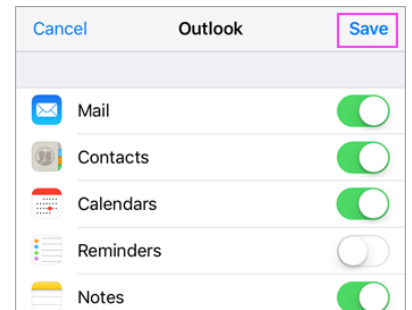 Cancel Outlook Save
Mail
Contacts
Calendars
Reminders
Notes